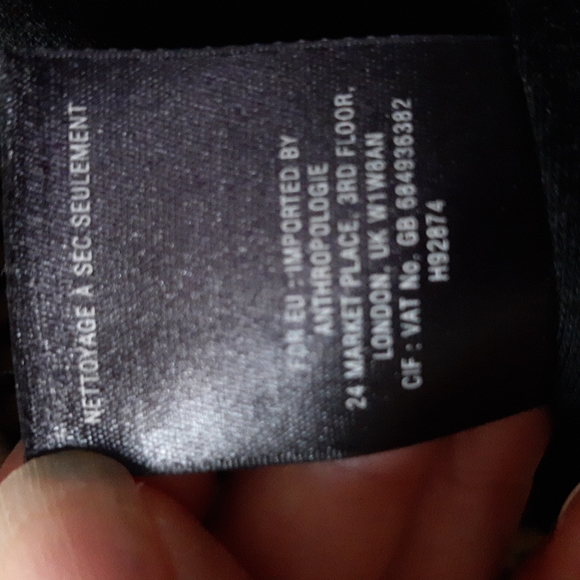 NETTOYAGE À SEC SEULEMENT
FOR EU : IMPORTED BY
ANTHROPOLOGIE
24 MARKET PLACE, 3RD FLOOR,
LONDON, UK W1W8AN
CIF : VAT No. GB 684936382
H92874